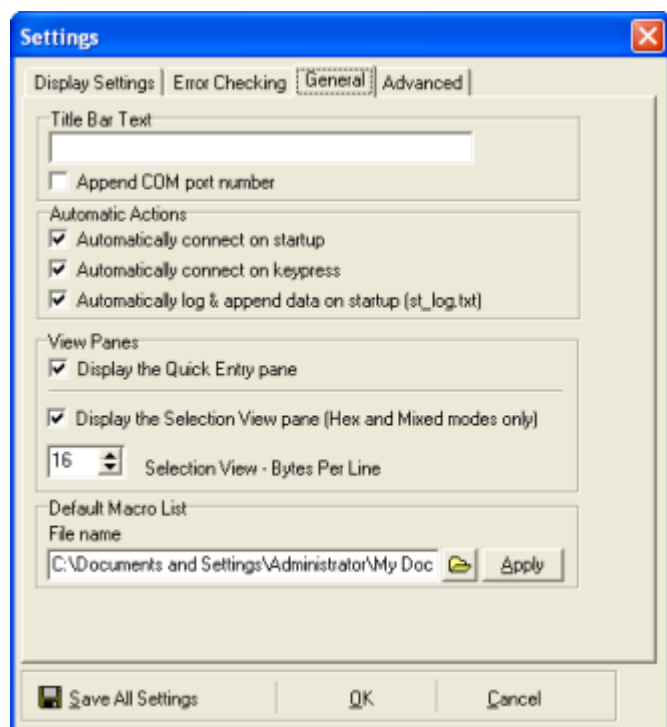 Settings
Display Settings Error Checking General Advanced
Title Bar Text
Append COM port number
Automatic Actions
Automatically connect on startup
Automatically connect on keypress
Automatically log & append data on startup (st_log.txt)
View Panes
Display the Quick Entry pane
Display the Selection View pane (Hex and Mixed modes only)
16 Selection View - Bytes Per Line
Default Macro List
File name
C:\Documents and Settings\Administrator\My Doc Apply
Save All Settings OK Cancel